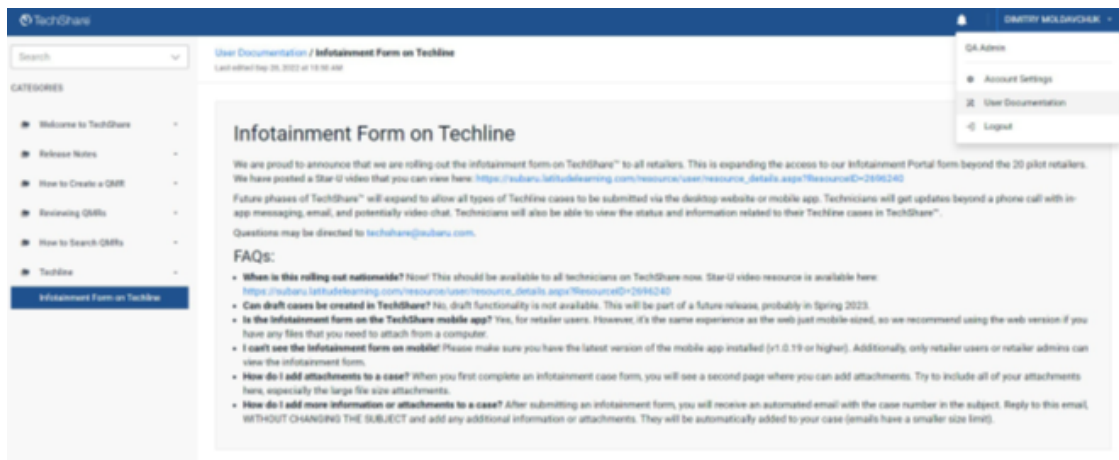 TechShare
DIMITRY MOLDAVCHUK
Search
User Documentation / Infotainment Form on Techline
Last edited Sep 26, 2022 at 10:50 AM
QA Admin
Account Settings
User Documentation
Logout
CATEGORIES
Welcome to TechShare
Release Notes
How to Create a QMR
Reviewing QMRs
How to Search QMRs
Techline
Infotainment Form on Techline
Infotainment Form on Techline
We are proud to announce that we are rolling out the infotainment form on TechShare™ to all retailers. This is expanding the access to our Infotainment Portal form beyond the 20 pilot retailers.
We have posted a Star-U video that you can view here: https://subaru.latitudelearning.com/resource/user/resource_details.aspx?ResourceID=2696240
Future phases of TechShare™ will expand to allow all types of Techline cases to be submitted via the desktop website or mobile app. Technicians will get updates beyond a phone call with in-
app messaging, email, and potentially video chat. Technicians will also be able to view the status and information related to their Techline cases in TechShare™.
Questions may be directed to techshare@subaru.com.
FAQs:
• When is this rolling out nationwide? Now! This should be available to all technicians on TechShare now. Star-U video resource is available here:
https://subaru.latitudelearning.com/resource/user/resource_details.aspx?ResourceID=2696240
• Can draft cases be created in TechShare? No, draft functionality is not available. This will be part of a future release, probably in Spring 2023.
• Is the Infotainment form on the TechShare mobile app? Yes, for retailer users. However, it's the same experience as the web just mobile-sized, so we recommend using the web version if you
have any files that you need to attach from a computer.
• I can't see the Infotainment form on mobile! Please make sure you have the latest version of the mobile app installed (v1.0.19 or higher). Additionally, only retailer users or retailer admins can
view the infotainment form.
• How do I add attachments to a case? When you first complete an infotainment case form, you will see a second page where you can add attachments. Try to include all of your attachments
here, especially the large file size attachments.
• How do I add more information or attachments to a case? After submitting an infotainment form, you will receive an automated email with the case number in the subject. Reply to this email,
WITHOUT CHANGING THE SUBJECT and add any additional information or attachments. They will be automatically added to your case (emails have a smaller size limit).